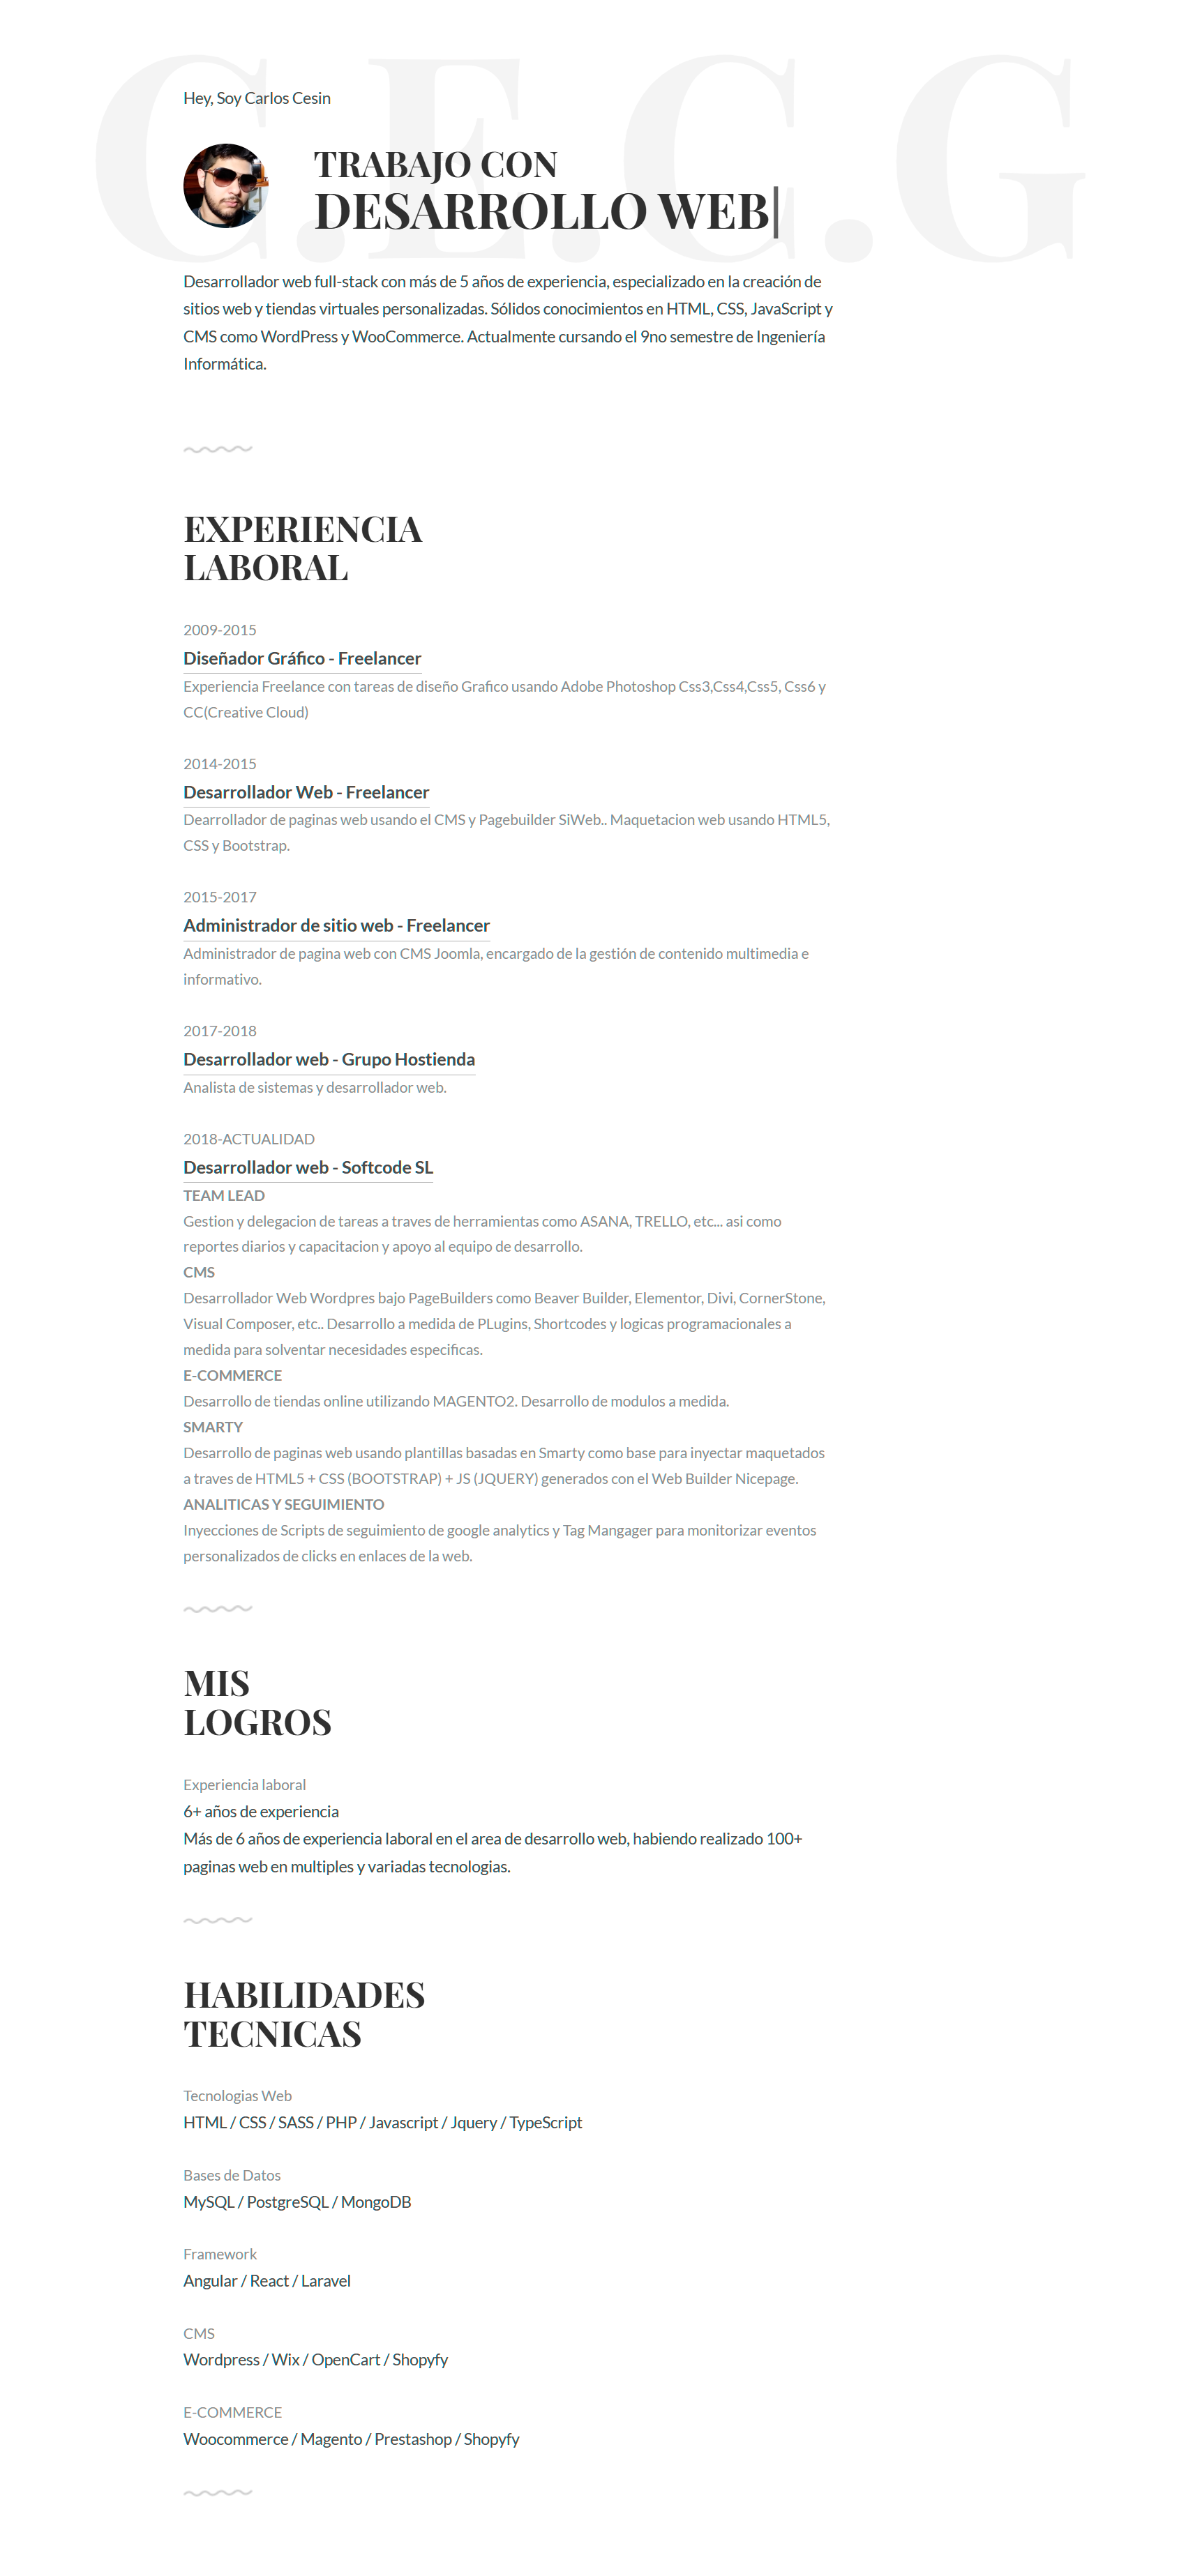 C.E.C.G
Hey, Soy Carlos Cesin
TRABAJO CON
DESARROLLO WEB|
Desarrollador web full-stack con más de 5 años de experiencia, especializado en la creación de
sitios web y tiendas virtuales personalizadas. Sólidos conocimientos en HTML, CSS, JavaScript y
CMS como WordPress y WooCommerce. Actualmente cursando el 9no semestre de Ingeniería
Informática.
EXPERIENCIA
LABORAL
2009-2015
Diseñador Gráfico - Freelancer
Experiencia Freelance con tareas de diseño Grafico usando Adobe Photoshop Css3,Css4,Css5, Css6 y
CC(Creative Cloud)
2014-2015
Desarrollador Web - Freelancer
Dearrollador de paginas web usando el CMS y Pagebuilder SiWeb.. Maquetacion web usando HTML5,
CSS y Bootstrap.
2015-2017
Administrador de sitio web - Freelancer
Administrador de pagina web con CMS Joomla, encargado de la gestión de contenido multimedia e
informativo.
2017-2018
Desarrollador web - Grupo Hostienda
Analista de sistemas y desarrollador web.
2018-ACTUALIDAD
Desarrollador web - Softcode SL
TEAM LEAD
Gestion y delegacion de tareas a traves de herramientas como ASANA, TRELLO, etc... asi como
reportes diarios y capacitacion y apoyo al equipo de desarrollo.
CMS
Desarrollador Web Wordpres bajo PageBuilders como Beaver Builder, Elementor, Divi, CornerStone,
Visual Composer, etc.. Desarrollo a medida de PLugins, Shortcodes y logicas programacionales a
medida para solventar necesidades especificas.
E-COMMERCE
Desarrollo de tiendas online utilizando MAGENTO2. Desarrollo de modulos a medida.
SMARTY
Desarrollo de paginas web usando plantillas basadas en Smarty como base para inyectar maquetados
a traves de HTML5 + CSS (BOOTSTRAP) + JS (JQUERY) generados con el Web Builder Nicepage.
ANALITICAS Y SEGUIMIENTO
Inyecciones de Scripts de seguimiento de google analytics y Tag Mangager para monitorizar eventos
personalizados de clicks en enlaces de la web.
MIS
LOGROS
Experiencia laboral
6+ años de experiencia
Más de 6 años de experiencia laboral en el area de desarrollo web, habiendo realizado 100+
paginas web en multiples y variadas tecnologias.
HABILIDADES
TECNICAS
Tecnologias Web
HTML / CSS / SASS / PHP / Javascript / Jquery / TypeScript
Bases de Datos
MySQL / PostgreSQL / MongoDB
Framework
Angular / React / Laravel
CMS
Wordpress / Wix / OpenCart / Shopyfy
E-COMMERCE
Woocommerce / Magento / Prestashop / Shopyfy